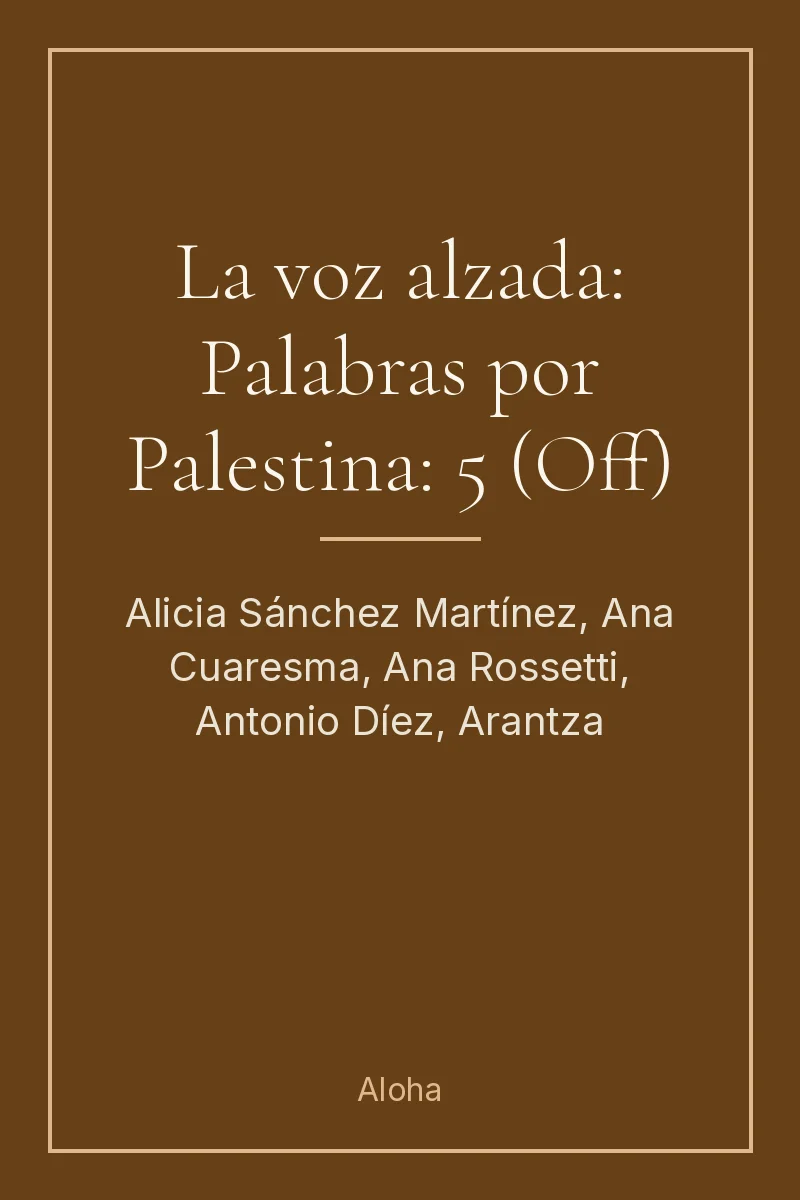 La voz alzada:
Palabras por
Palestina: 5 (Off)
Alicia Sánchez Martínez, Ana
Cuaresma, Ana Rossetti,
Antonio Díez, Arantza
Aloha